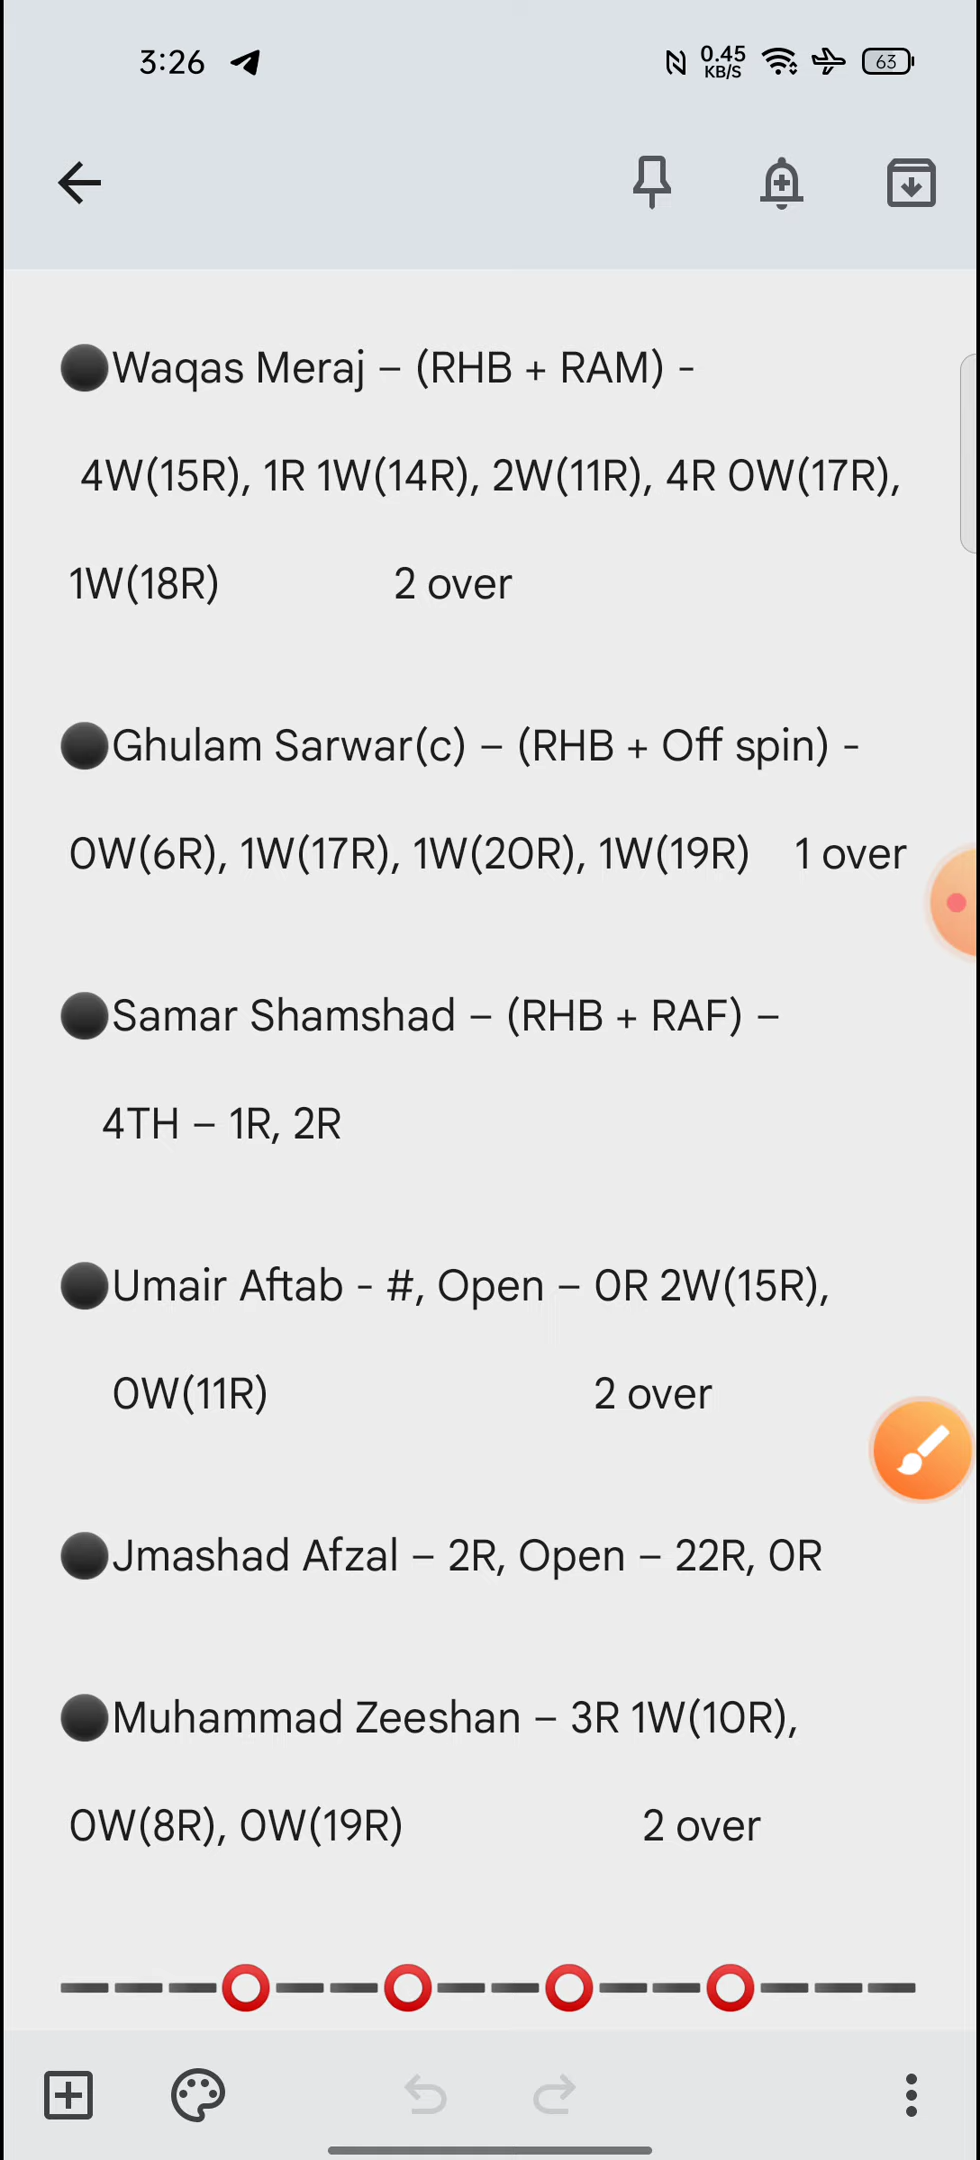 3:26
0.45
KB/S
63
Waqas Meraj – (RHB + RAM) -
4W(15R), 1R 1W(14R), 2W(11R), 4R 0W(17R),
1W(18R) 2 over
Ghulam Sarwar(c) – (RHB + Off spin) -
0W(6R), 1W(17R), 1W(20R), 1W(19R) 1 over
Samar Shamshad – (RHB + RAF) –
4TH – 1R, 2R
Umair Aftab - #, Open – 0R 2W(15R),
0W(11R) 2 over
Jmashad Afzal – 2R, Open – 22R, 0R
Muhammad Zeeshan – 3R 1W(10R),
0W(8R), 0W(19R) 2 over